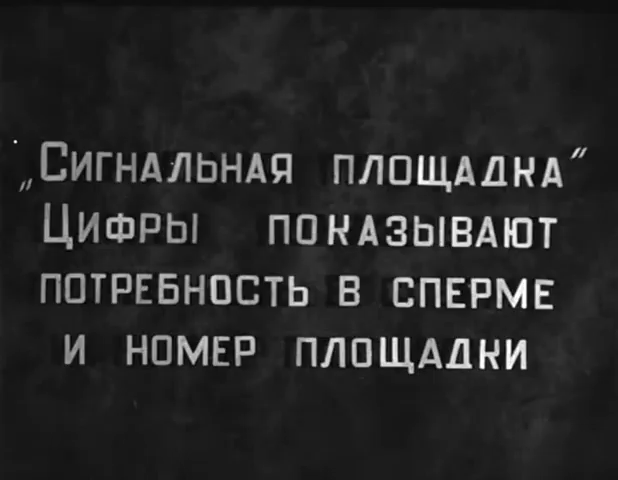 „Сигнальная площадка"
Цифры показывают
потребность в сперме
и номер площадки